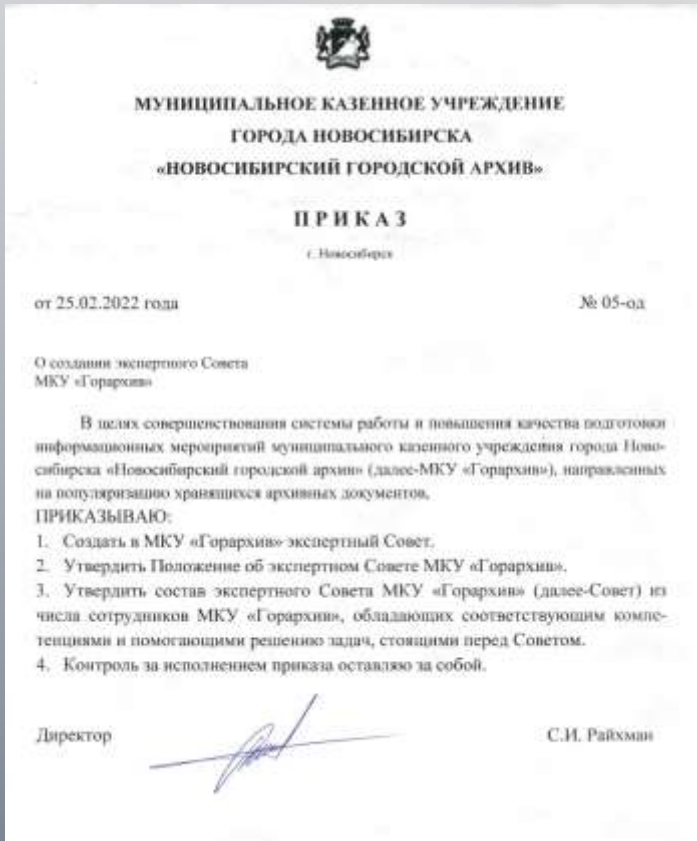 МУНИЦИПАЛЬНОЕ КАЗЕННОЕ УЧРЕЖДЕНИЕ
ГОРОДА НОВОСИБИРСКА
«НОВОСИБИРСКИЙ ГОРОДСКОЙ АРХИВ»
П Р И К А З
г. Новосибирск
от 25.02.2022 года № 05-од
О создании экспертного Совета
МКУ «Горархив»
В целях совершенствования системы работы и повышения качества подготовки
информационных мероприятий муниципального казенного учреждения города Ново-
сибирска «Новосибирский городской архив» (далее-МКУ «Горархив»), направленных
на популяризацию хранящихся архивных документов,
ПРИКАЗЫВАЮ:
1. Создать в МКУ «Горархив» экспертный Совет.
2. Утвердить Положение об экспертном Совете МКУ «Горархив».
3. Утвердить состав экспертного Совета МКУ «Горархив» (далее-Совет) из
числа сотрудников МКУ «Горархив», обладающих соответствующим компе-
тенциями и помогающими решению задач, стоящими перед Советом.
4. Контроль за исполнением приказа оставляю за собой.
Директор С.И. Райхман